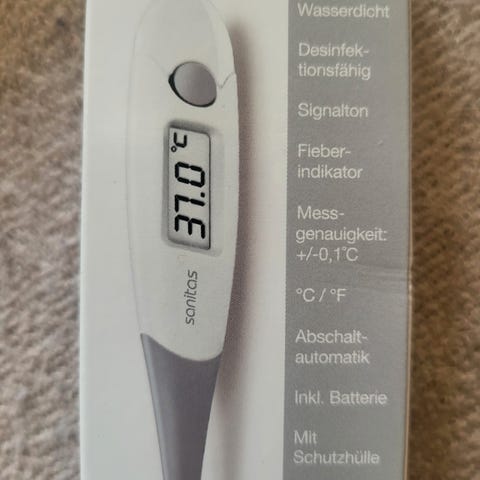 Wasserdicht
Desinfek-
tionsfähig
Signalton
Fieber-
indikator
Mess-
genauigkeit:
+/-0,1°C
°C / °F
Abschalt-
automatik
Inkl. Batterie
Mit
Schutzhülle
37.0 °C
sanitas